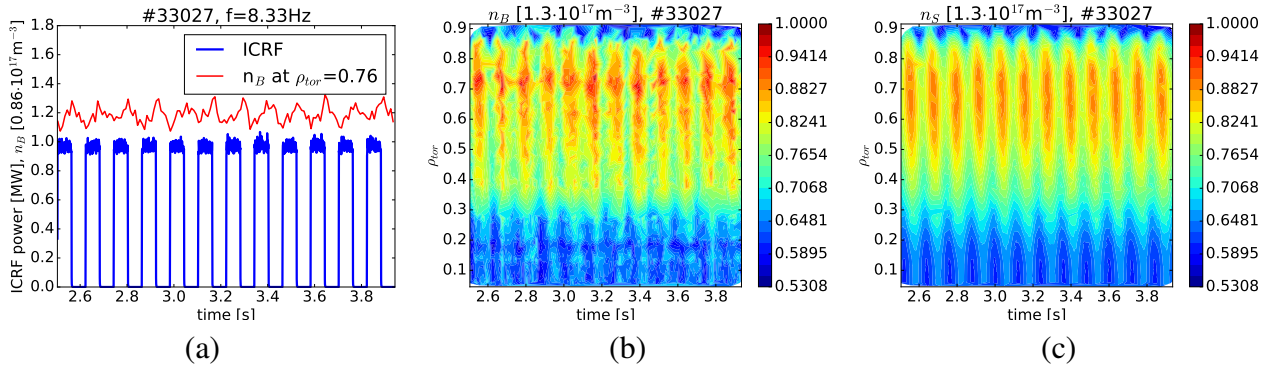 #33027, f=8.33Hz
ICRF power [MW], n_B [0.86·10^17 m^−3]
1.8
1.6
1.4
1.2
1.0
0.8
0.6
0.4
0.2
0.0
ICRF
n_B at ρ_tor=0.76
2.6 2.8 3.0 3.2 3.4 3.6 3.8
time [s]
(a)
n_B [1.3·10^17 m^−3], #33027
ρ_tor
0.9
0.8
0.7
0.6
0.5
0.4
0.3
0.2
0.1
2.6 2.8 3.0 3.2 3.4 3.6 3.8
time [s]
1.0000
0.9414
0.8827
0.8241
0.7654
0.7068
0.6481
0.5895
0.5308
(b)
n_S [1.3·10^17 m^−3], #33027
ρ_tor
0.9
0.8
0.7
0.6
0.5
0.4
0.3
0.2
0.1
2.6 2.8 3.0 3.2 3.4 3.6 3.8
time [s]
1.0000
0.9414
0.8827
0.8241
0.7654
0.7068
0.6481
0.5895
0.5308
(c)